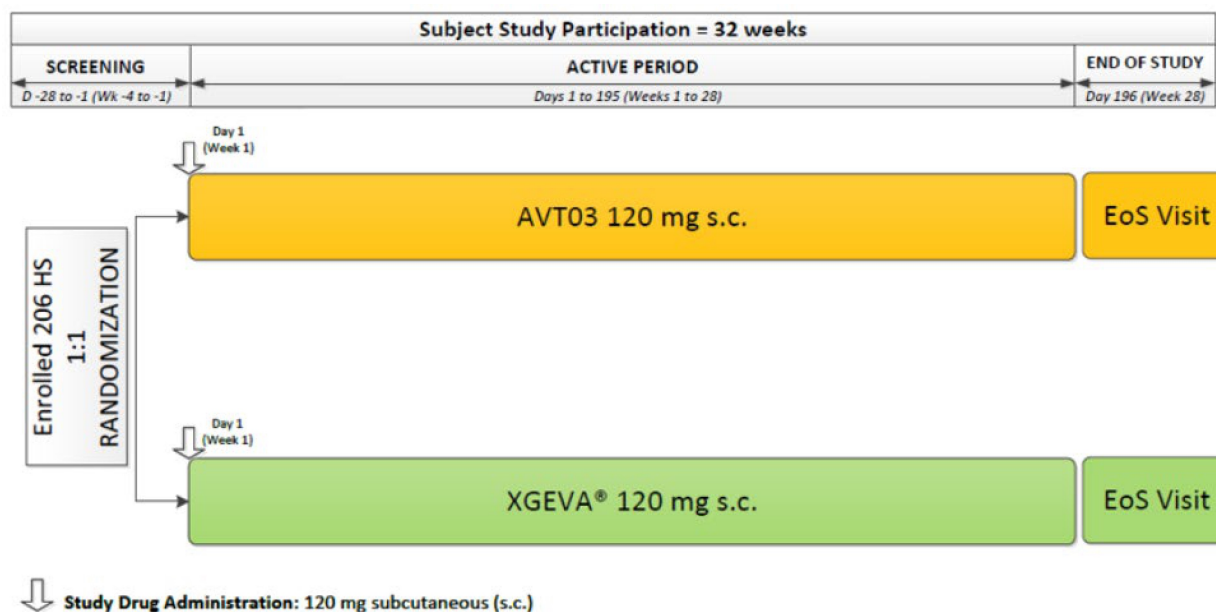 Subject Study Participation = 32 weeks
SCREENING
D -28 to -1 (Wk -4 to -1)
ACTIVE PERIOD
Days 1 to 195 (Weeks 1 to 28)
END OF STUDY
Day 196 (Week 28)
Enrolled 206 HS
1:1
RANDOMIZATION
Day 1
(Week 1)
AVT03 120 mg s.c.
EoS Visit
Day 1
(Week 1)
XGEVA® 120 mg s.c.
EoS Visit
Study Drug Administration: 120 mg subcutaneous (s.c.)